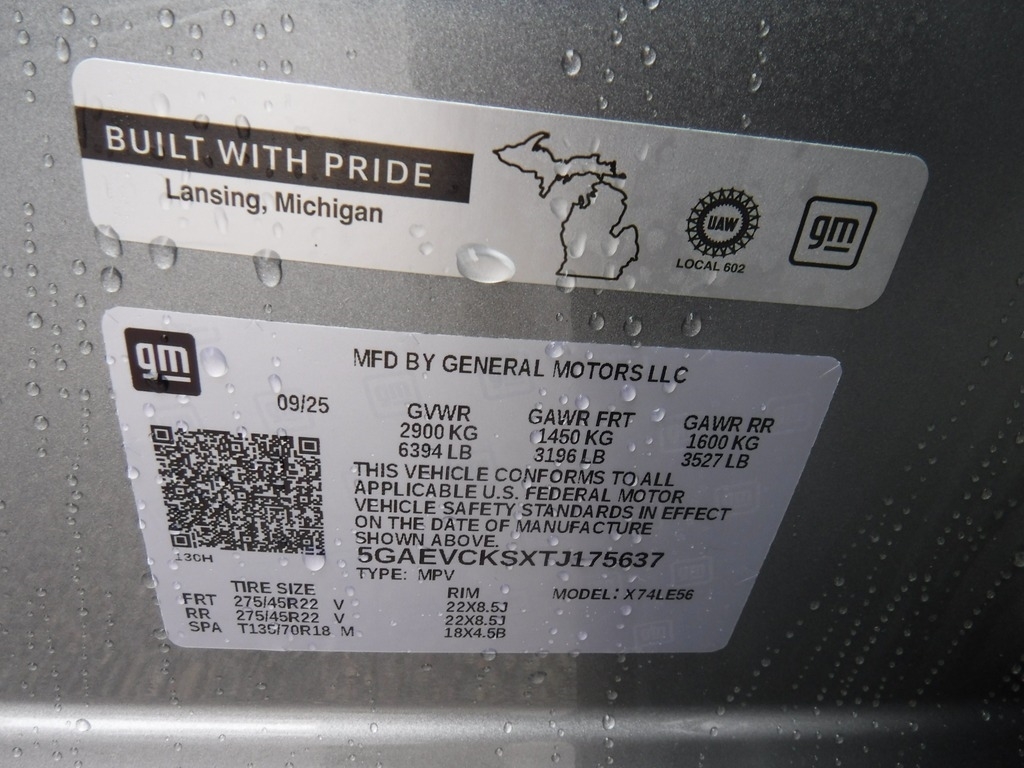 BUILT WITH PRIDE
Lansing, Michigan
UAW
LOCAL 602
gm
gm
MFD BY GENERAL MOTORS LLC
09/25
GVWR GAWR FRT GAWR RR
2900 KG 1450 KG 1600 KG
6394 LB 3196 LB 3527 LB
THIS VEHICLE CONFORMS TO ALL
APPLICABLE U.S. FEDERAL MOTOR
VEHICLE SAFETY STANDARDS IN EFFECT
ON THE DATE OF MANUFACTURE
SHOWN ABOVE.
130H
5GAEVCKSXTJ175637
TYPE: MPV MODEL: X74LE56
TIRE SIZE RIM
FRT 275/45R22 V 22X8.5J
RR 275/45R22 V 22X8.5J
SPA T135/70R18 M 18X4.5B